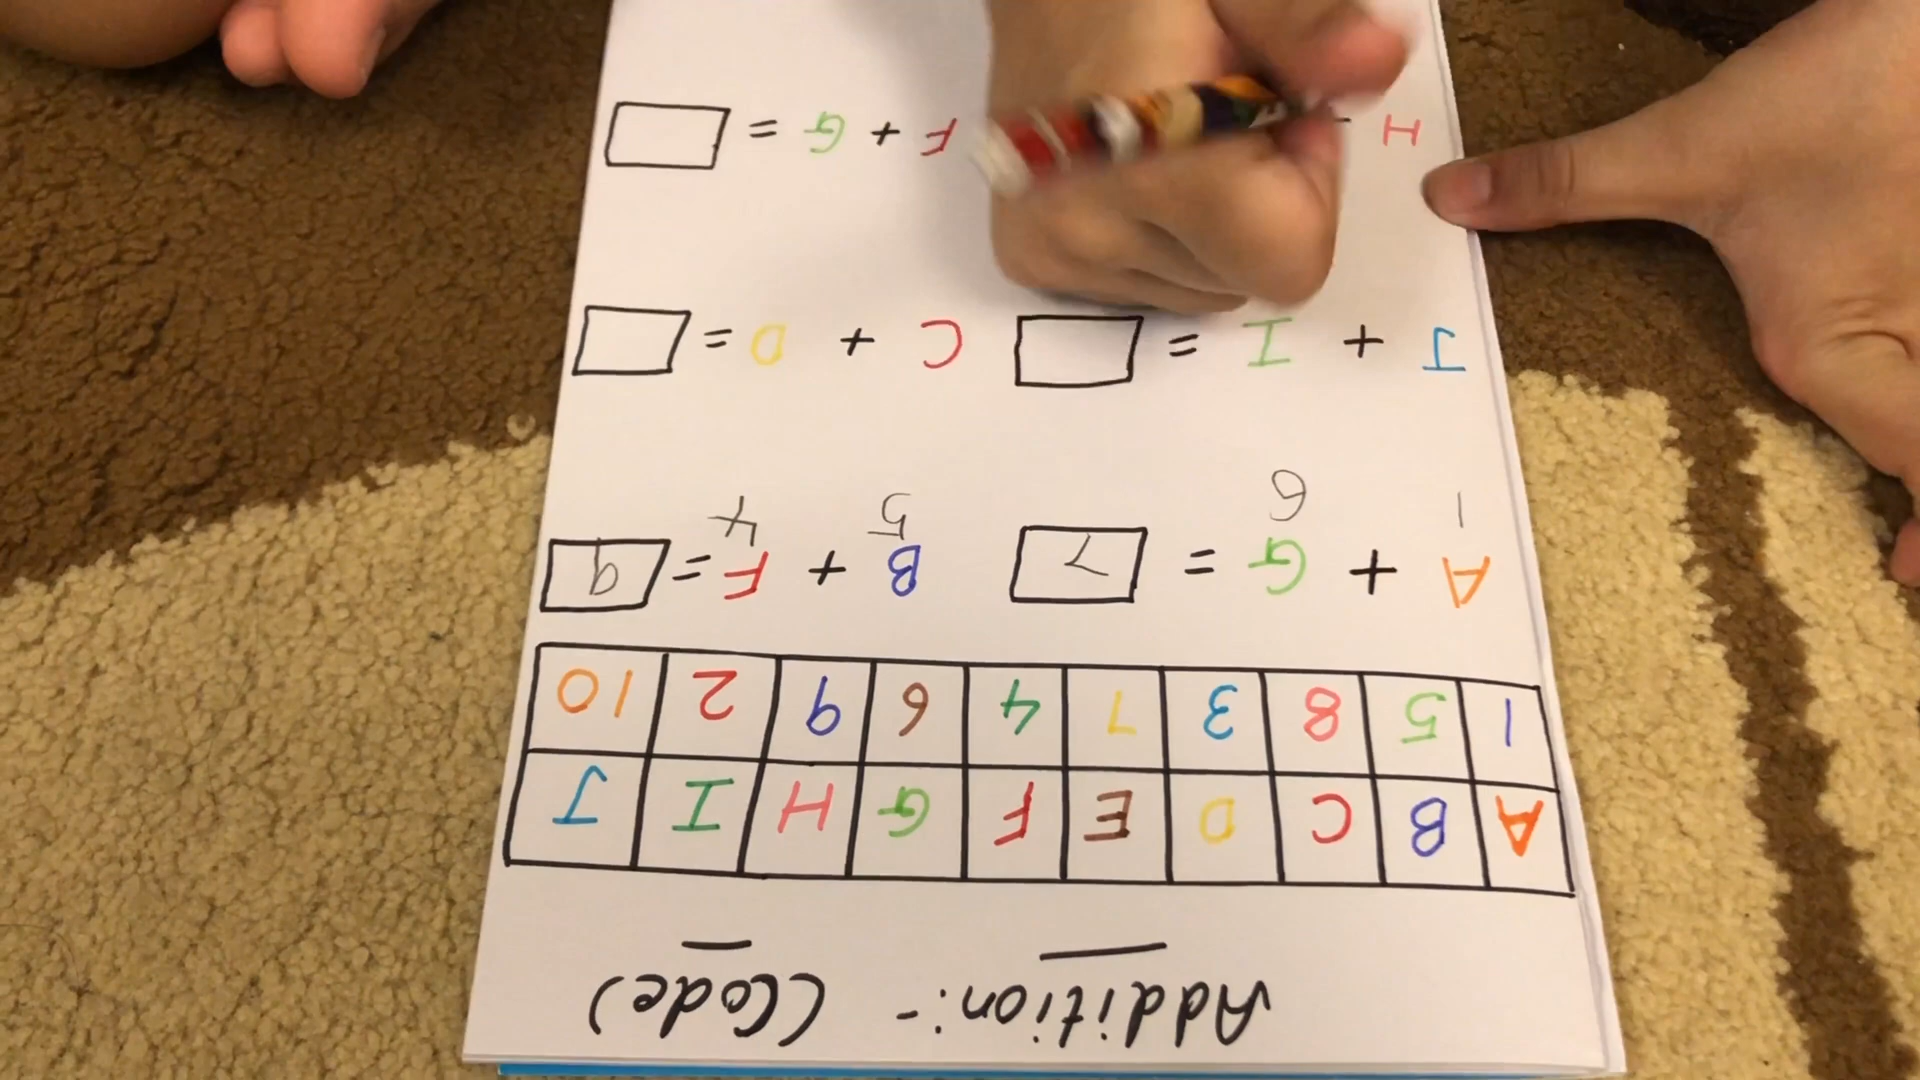 Addition:- (Code)
A B C D E F G H I J
1 5 8 3 7 4 6 9 2 10
A + G = 7 B + F = 9
1 6 5 4
J + I = C + D =
H F + G =